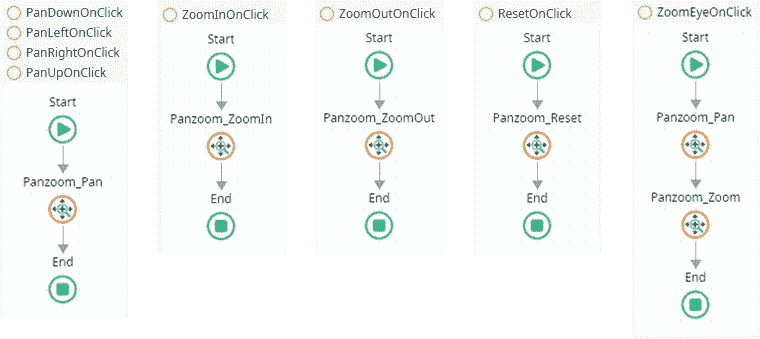 PanDownOnClick
PanLeftOnClick
PanRightOnClick
PanUpOnClick
Start
Panzoom_Pan
End
ZoomInOnClick
Start
Panzoom_ZoomIn
End
ZoomOutOnClick
Start
Panzoom_ZoomOut
End
ResetOnClick
Start
Panzoom_Reset
End
ZoomEyeOnClick
Start
Panzoom_Pan
Panzoom_Zoom
End